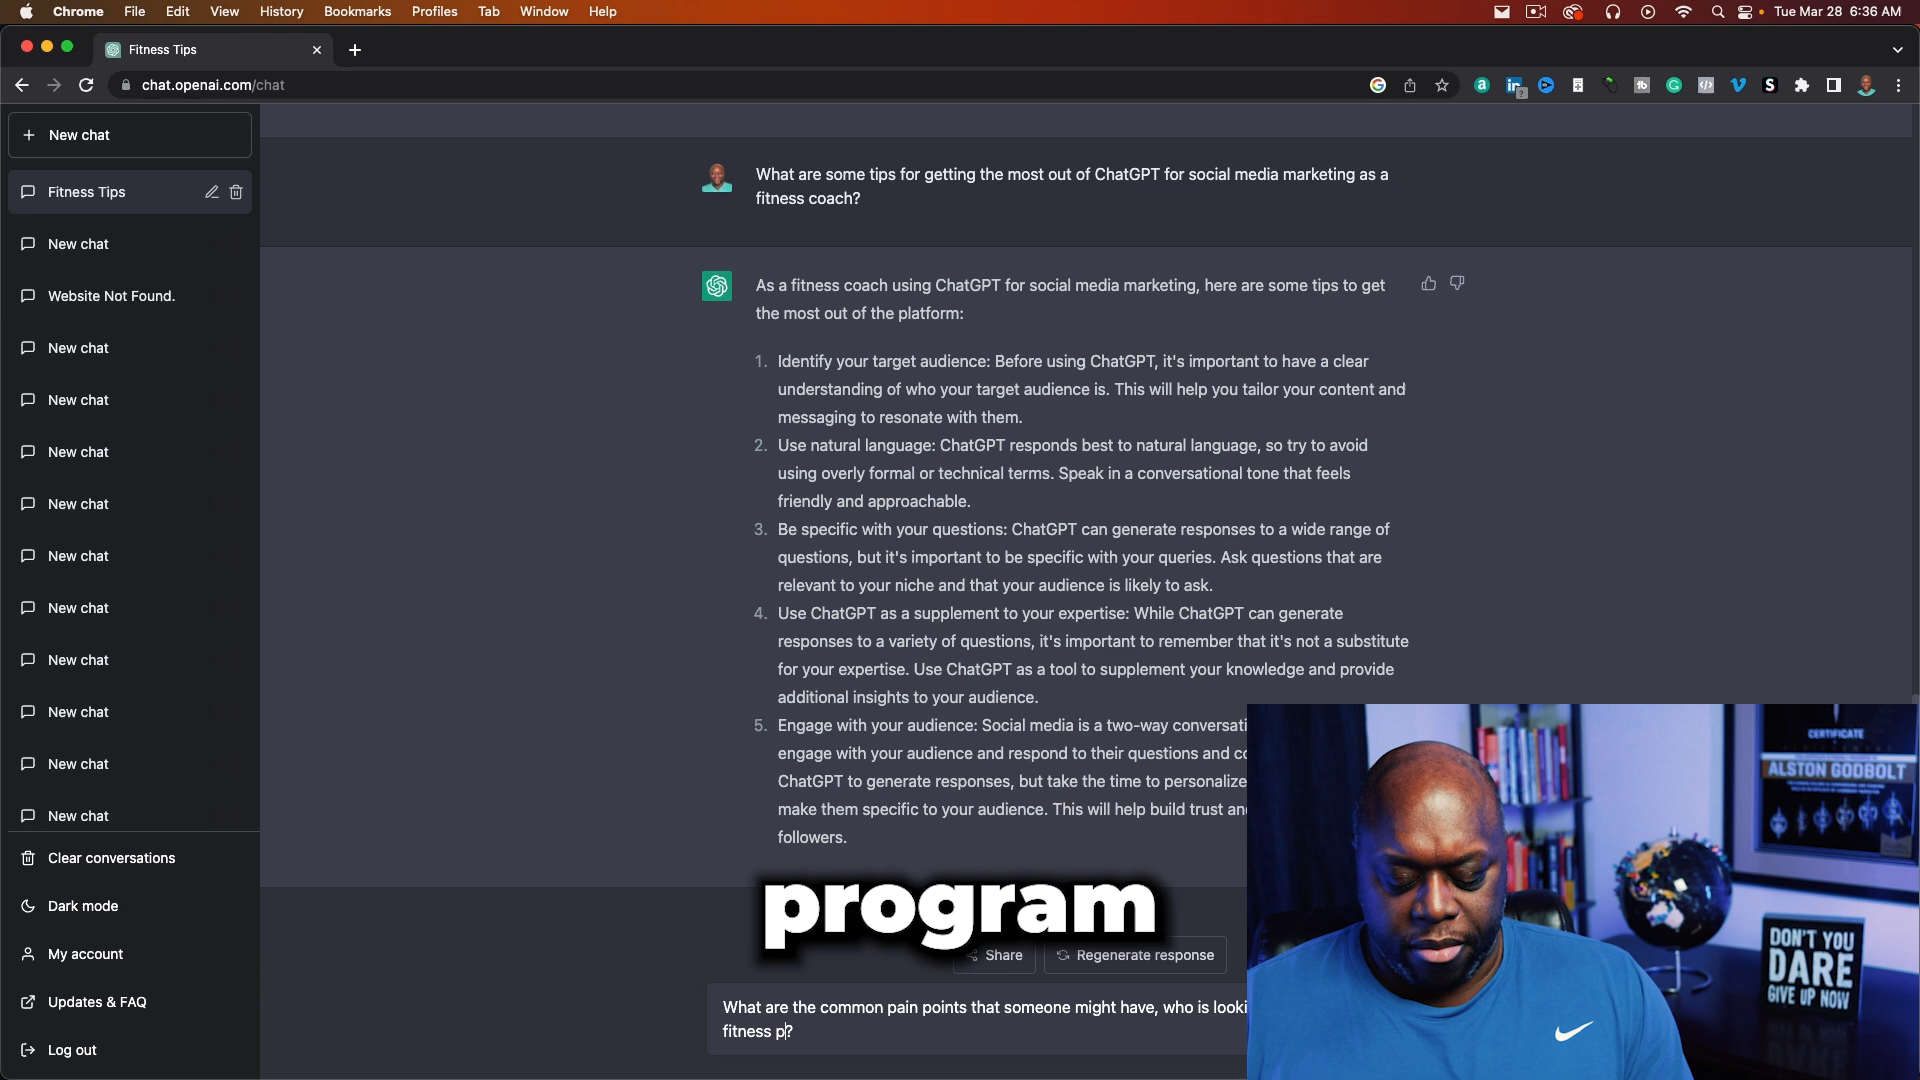 Chrome File Edit View History Bookmarks Profiles Tab Window Help Tue Mar 28 6:36 AM
Fitness Tips
chat.openai.com/chat
New chat
Fitness Tips
New chat
Website Not Found.
New chat
New chat
New chat
New chat
New chat
New chat
New chat
New chat
New chat
New chat
Clear conversations
Dark mode
My account
Updates & FAQ
Log out
What are some tips for getting the most out of ChatGPT for social media marketing as a
fitness coach?
As a fitness coach using ChatGPT for social media marketing, here are some tips to get
the most out of the platform:
1. Identify your target audience: Before using ChatGPT, it's important to have a clear
understanding of who your target audience is. This will help you tailor your content and
messaging to resonate with them.
2. Use natural language: ChatGPT responds best to natural language, so try to avoid
using overly formal or technical terms. Speak in a conversational tone that feels
friendly and approachable.
3. Be specific with your questions: ChatGPT can generate responses to a wide range of
questions, but it's important to be specific with your queries. Ask questions that are
relevant to your niche and that your audience is likely to ask.
4. Use ChatGPT as a supplement to your expertise: While ChatGPT can generate
responses to a variety of questions, it's important to remember that it's not a substitute
for your expertise. Use ChatGPT as a tool to supplement your knowledge and provide
additional insights to your audience.
5. Engage with your audience: Social media is a two-way conversati
engage with your audience and respond to their questions and co
ChatGPT to generate responses, but take the time to personalize
make them specific to your audience. This will help build trust an
followers.
program
Share Regenerate response
What are the common pain points that someone might have, who is looki
fitness p?
CERTIFICATE
ALSTON GODBOLT
DON'T YOU
DARE
GIVE UP NOW